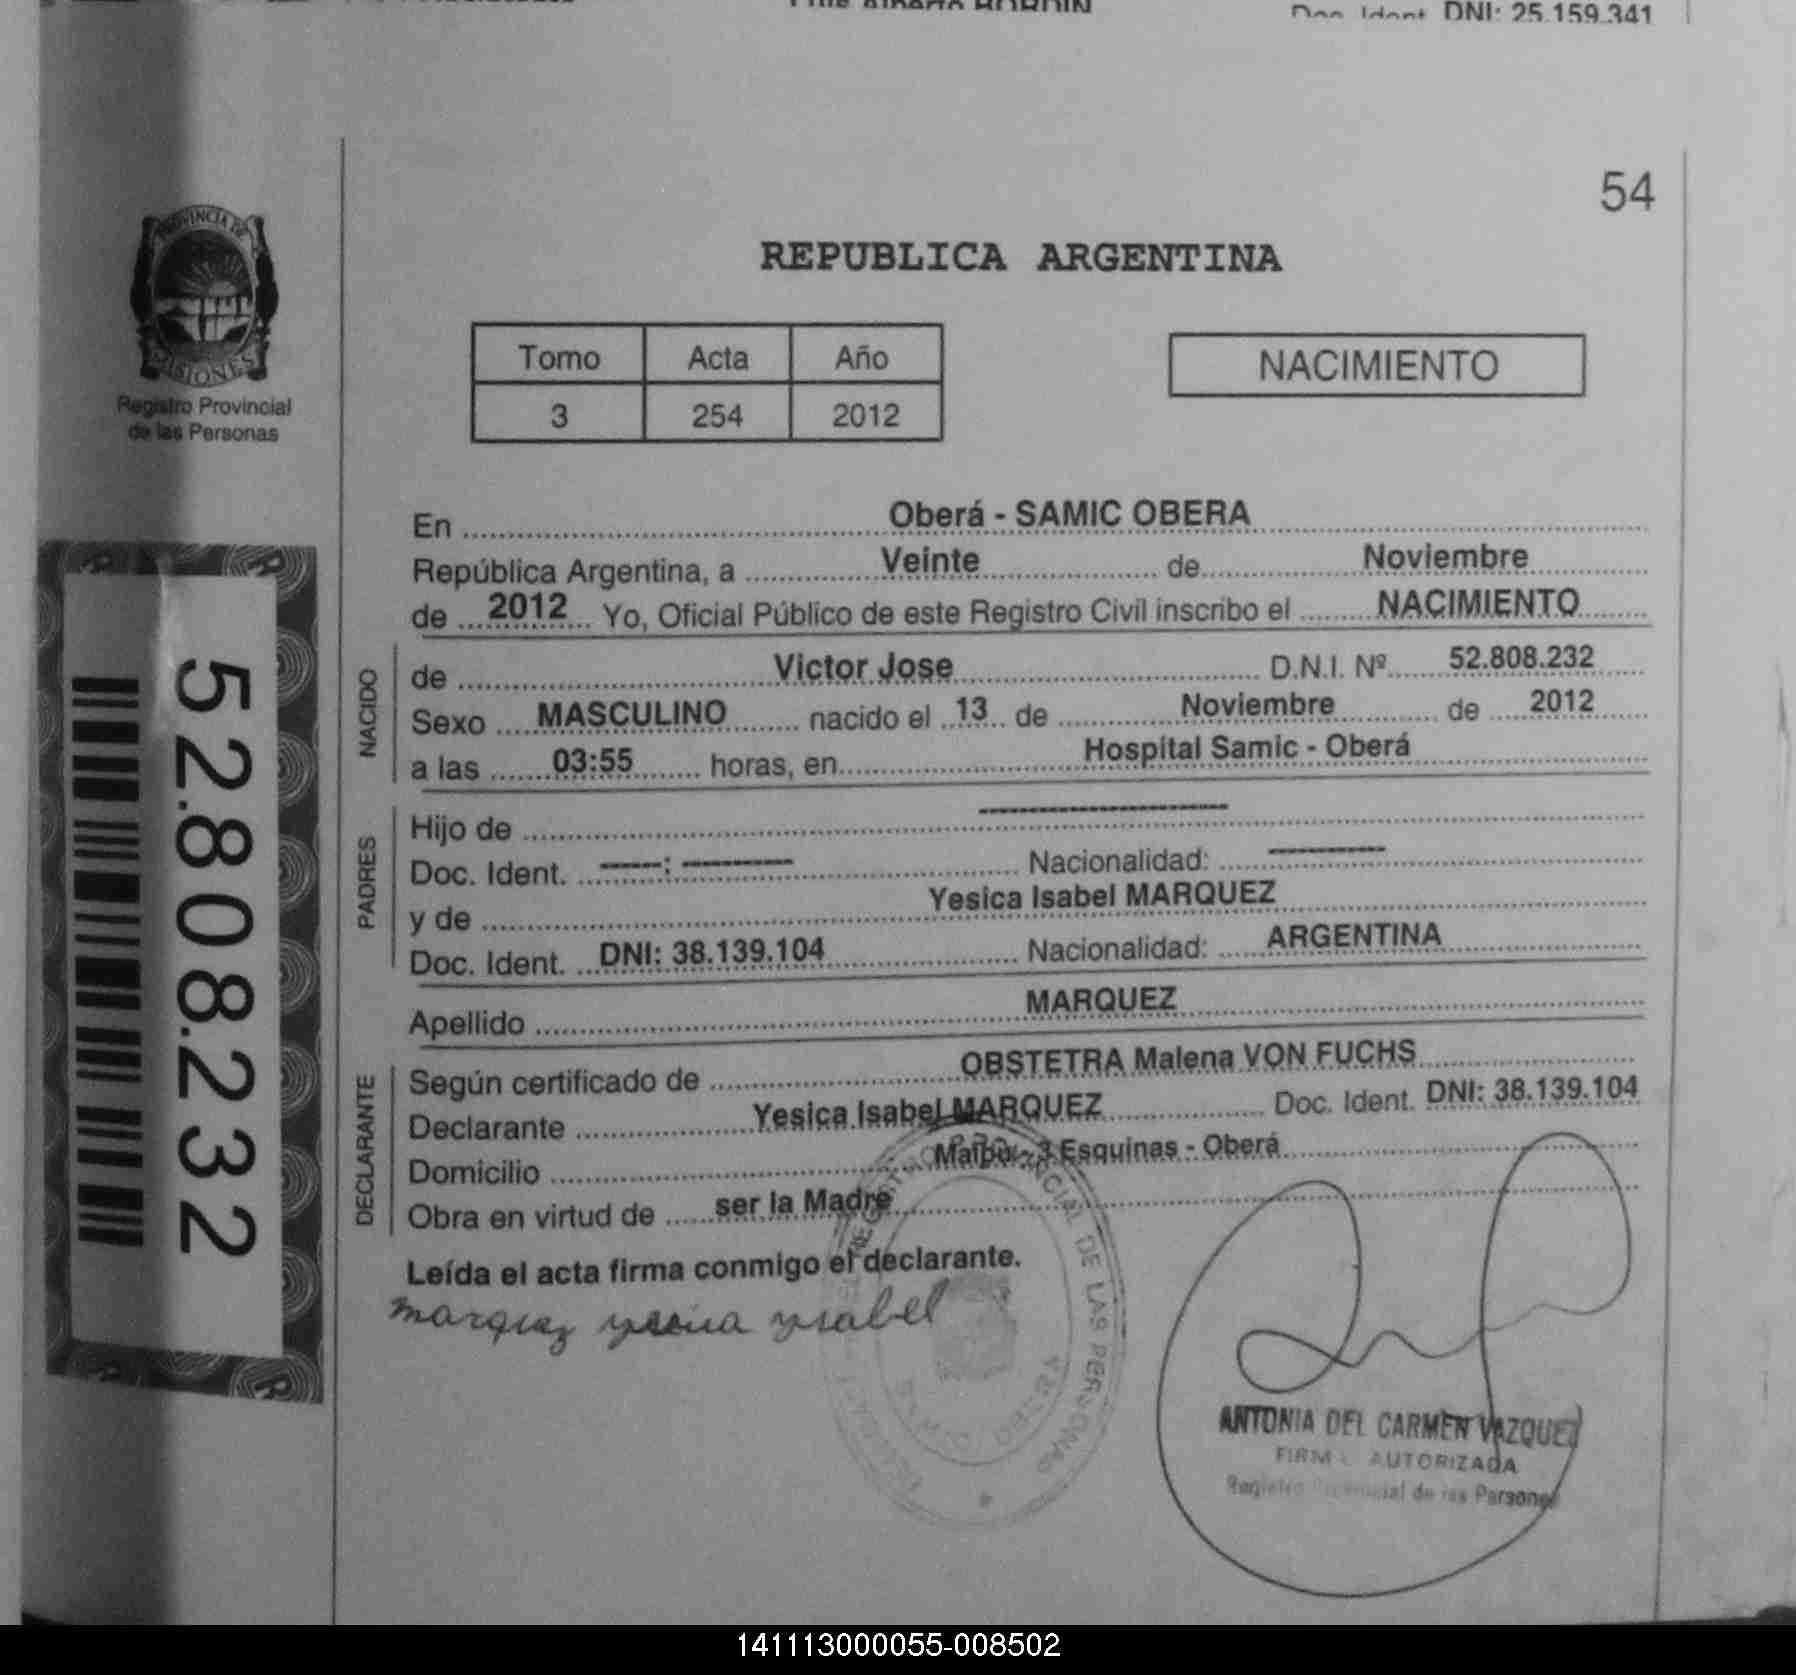 Doc. Ident. DNI: 25.159.341
54
PROVINCIA DE
MISIONES
Registro Provincial
de las Personas
REPUBLICA ARGENTINA
Tomo Acta Año
3 254 2012
NACIMIENTO
En Oberá - SAMIC OBERA
República Argentina, a Veinte de Noviembre
de 2012 Yo, Oficial Público de este Registro Civil inscribo el NACIMIENTO
NACIDO
de Victor Jose D.N.I. Nº 52.808.232
Sexo MASCULINO nacido el 13 de Noviembre de 2012
a las 03:55 horas, en Hospital Samic - Oberá
PADRES
Hijo de ----------
Doc. Ident. -----: --------- Nacionalidad: ----------
y de Yesica Isabel MARQUEZ
Doc. Ident. DNI: 38.139.104 Nacionalidad: ARGENTINA
Apellido MARQUEZ
DECLARANTE
Según certificado de OBSTETRA Malena VON FUCHS
Declarante Yesica Isabel MARQUEZ Doc. Ident. DNI: 38.139.104
Domicilio Maipu - 3 Esquinas - Oberá
Obra en virtud de ser la Madre
Leída el acta firma conmigo el declarante.
marquez yesica ysabel
52.808.232
PROVINCIAL DE LAS PERSONAS
ANTONIA DEL CARMEN VAZQUEZ
FIRMA AUTORIZADA
Registro Provincial de las Personas
141113000055-008502